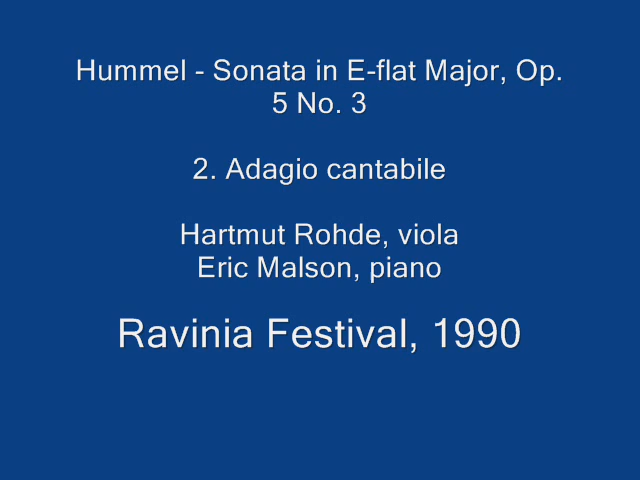 Hummel - Sonata in E-flat Major, Op.
5 No. 3
2. Adagio cantabile
Hartmut Rohde, viola
Eric Malson, piano
Ravinia Festival, 1990